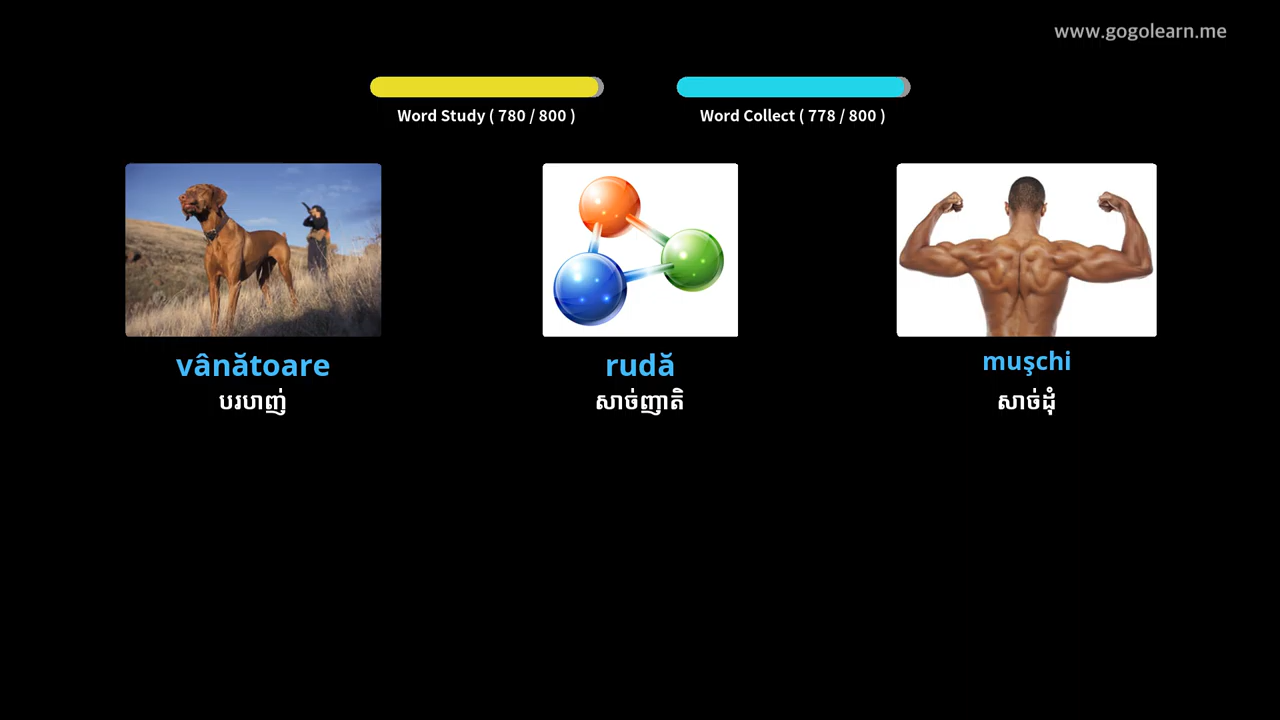 www.gogolearn.me
Word Study ( 780 / 800 )
Word Collect ( 778 / 800 )
vânătoare
rudă
muşchi
បរបាញ់
សាច់ញាតិ
សាច់ដុំ